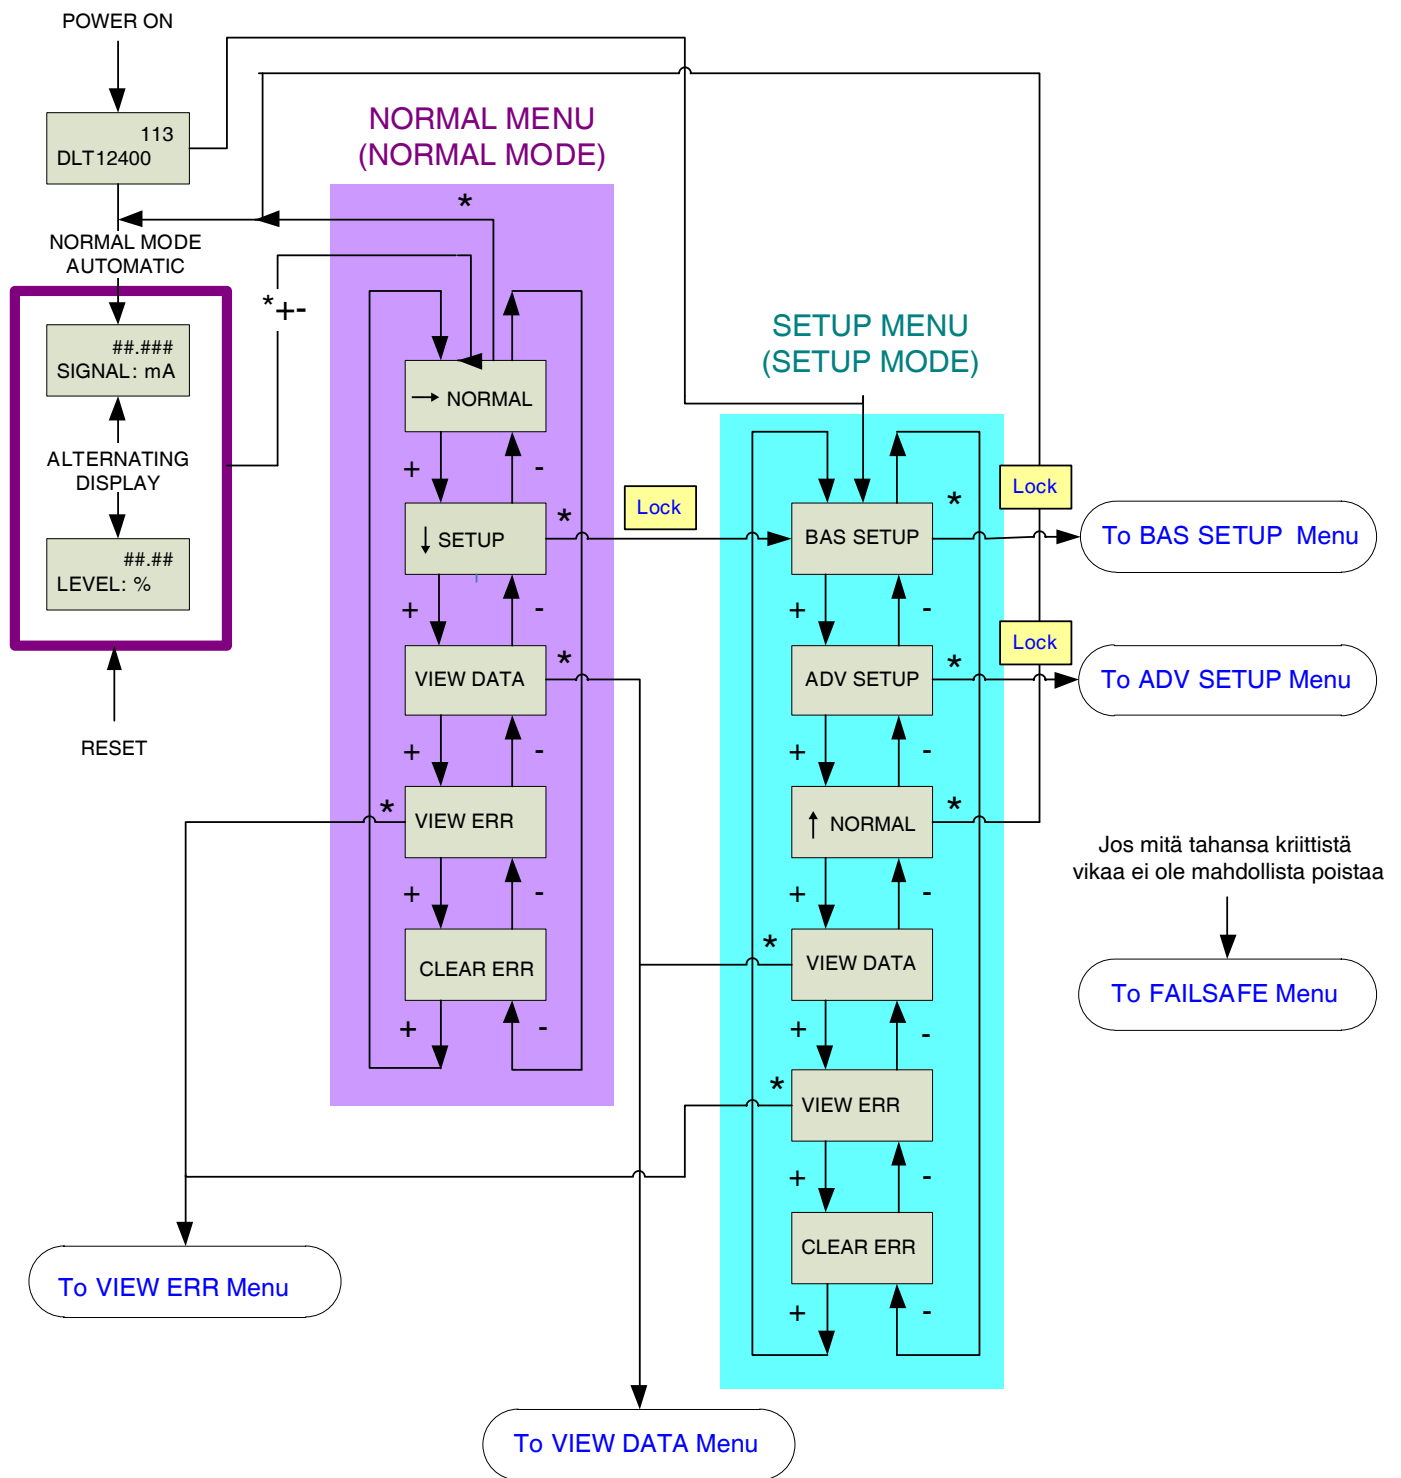 POWER ON
113
DLT12400
NORMAL MODE
AUTOMATIC
##.###
SIGNAL: mA
ALTERNATING
DISPLAY
##.##
LEVEL: %
RESET
*+-
NORMAL MENU
(NORMAL MODE)
*
→ NORMAL
+ -
↓ SETUP
*
Lock
+ -
VIEW DATA
*
+ -
*
VIEW ERR
+ -
CLEAR ERR
+ -
SETUP MENU
(SETUP MODE)
BAS SETUP
*
Lock
To BAS SETUP Menu
+ -
ADV SETUP
*
Lock
To ADV SETUP Menu
+ -
↑ NORMAL
*
+ -
*
VIEW DATA
+ -
*
VIEW ERR
+ -
CLEAR ERR
+ -
Jos mitä tahansa kriittistä
vikaa ei ole mahdollista poistaa
To FAILSAFE Menu
To VIEW ERR Menu
To VIEW DATA Menu